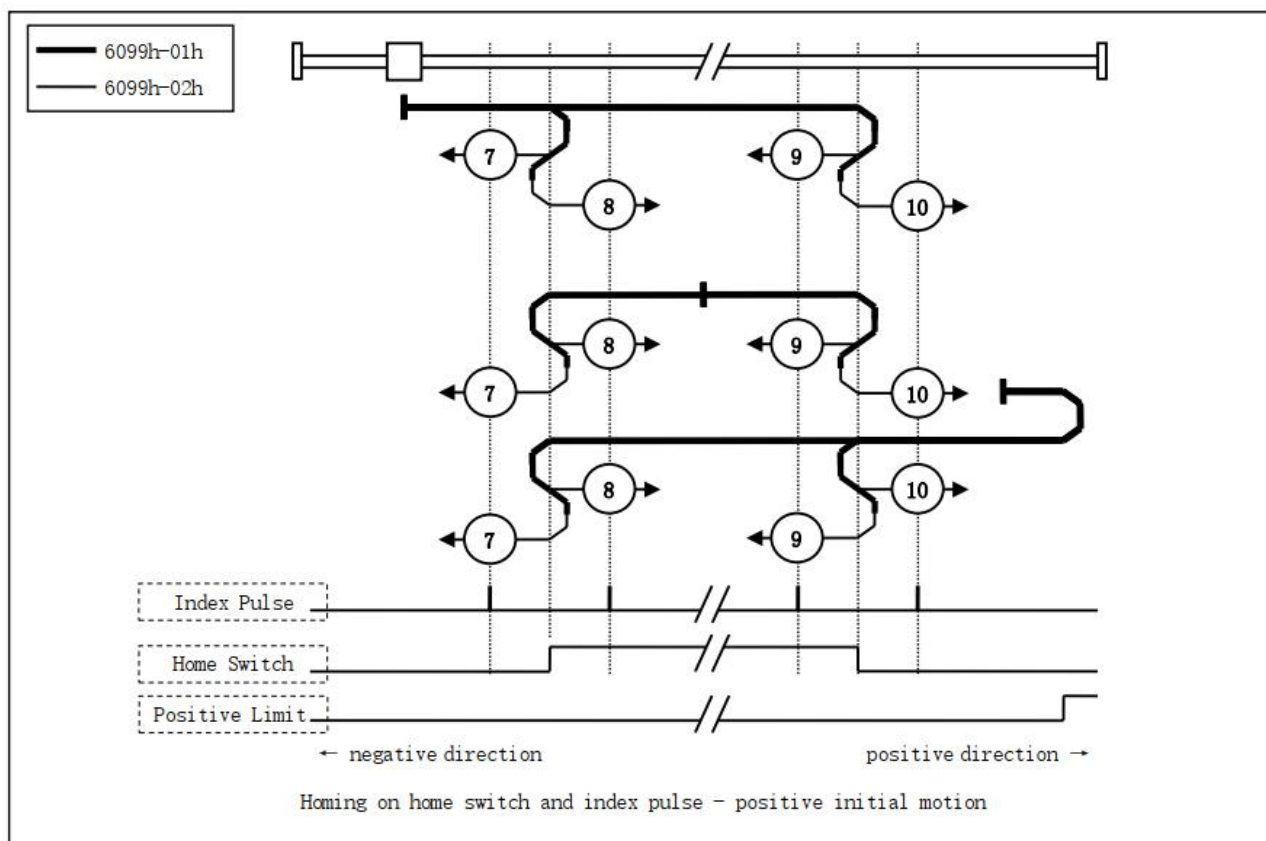 6099h-01h
6099h-02h
7
9
8
10
8
9
7
10
8
10
7
9
Index Pulse
Home Switch
Positive Limit
← negative direction
positive direction →
Homing on home switch and index pulse - positive initial motion